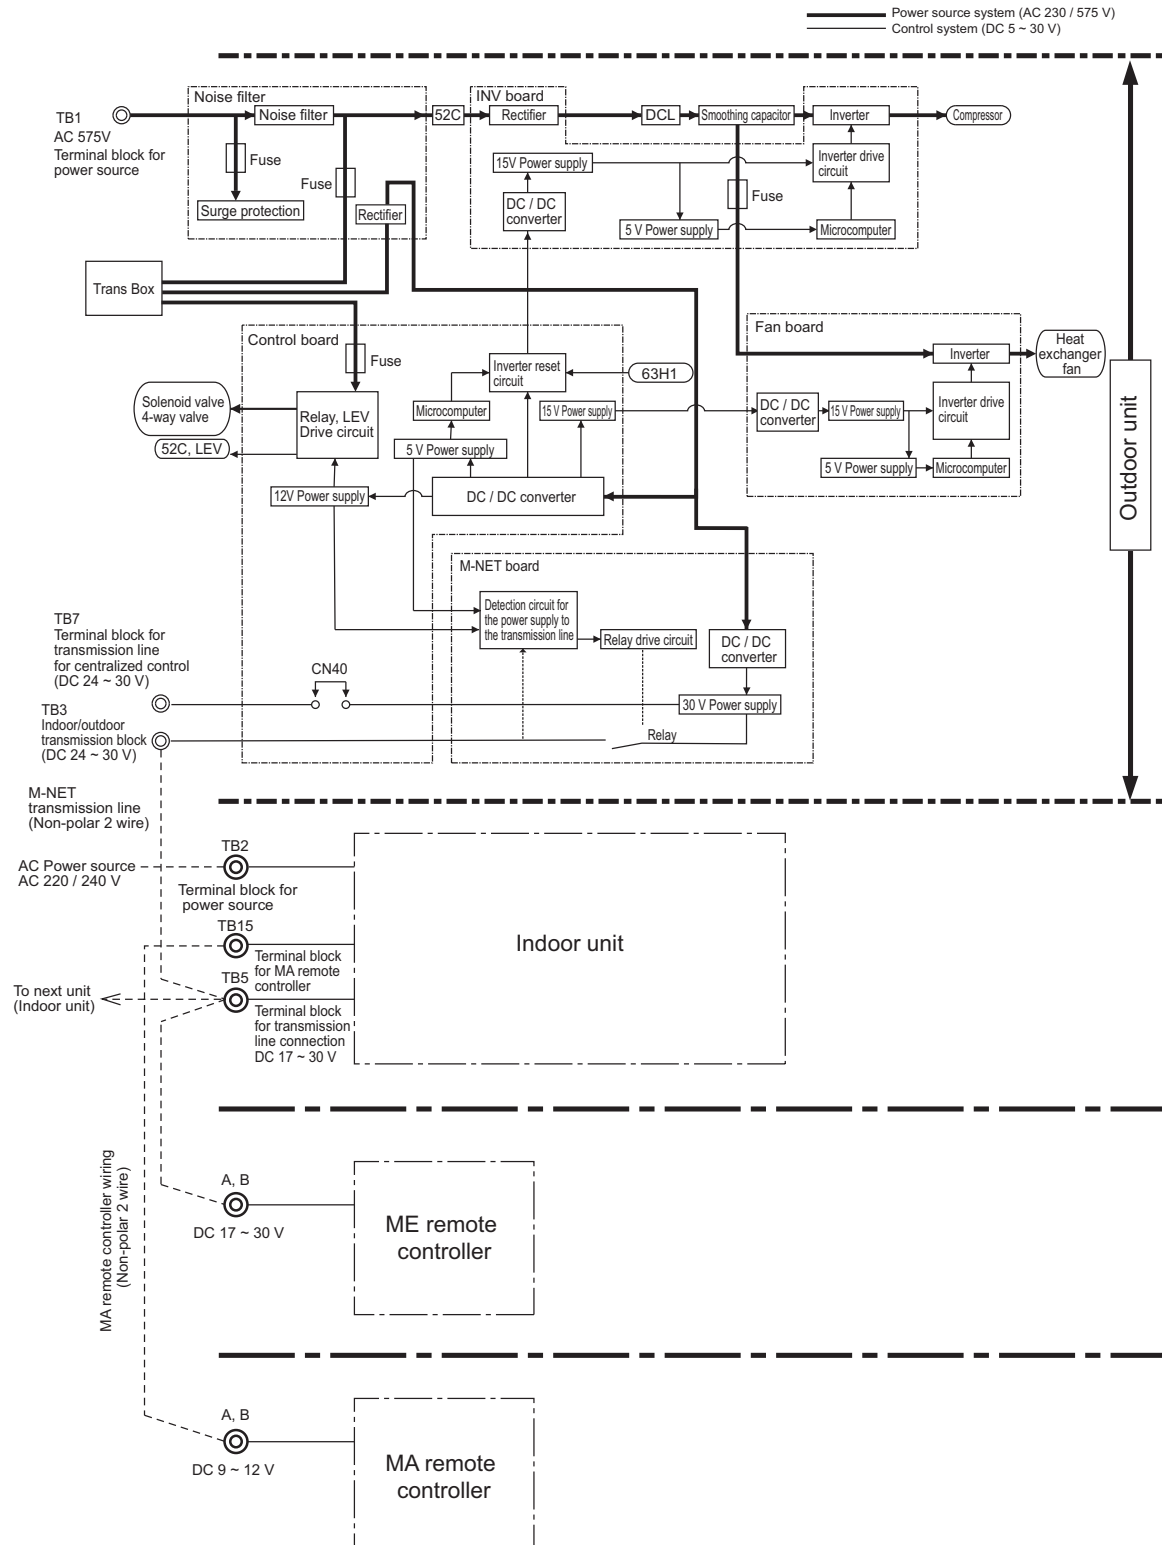 Power source system (AC 230 / 575 V)
Control system (DC 5 ~ 30 V)
Noise filter
INV board
TB1
AC 575V
Terminal block for
power source
Noise filter
52C
Rectifier
DCL
Smoothing capacitor
Inverter
Compressor
Fuse
Fuse
Surge protection
Rectifier
15V Power supply
Inverter drive
circuit
DC / DC
converter
Fuse
5 V Power supply
Microcomputer
Trans Box
Control board
Fuse
Inverter reset
circuit
63H1
Fan board
Inverter
Heat
exchanger
fan
Solenoid valve
4-way valve
52C, LEV
Relay, LEV
Drive circuit
Microcomputer
15 V Power supply
5 V Power supply
DC / DC
converter
15 V Power supply
Inverter drive
circuit
5 V Power supply
Microcomputer
12V Power supply
DC / DC converter
Outdoor unit
M-NET board
Detection circuit for
the power supply to
the transmission line
Relay drive circuit
DC / DC
converter
30 V Power supply
Relay
TB7
Terminal block for
transmission line
for centralized control
(DC 24 ~ 30 V)
CN40
TB3
Indoor/outdoor
transmission block
(DC 24 ~ 30 V)
M-NET
transmission line
(Non-polar 2 wire)
TB2
AC Power source
AC 220 / 240 V
Terminal block for
power source
TB15
Terminal block
for MA remote
controller
Indoor unit
TB5
To next unit
(Indoor unit)
Terminal block
for transmission
line connection
DC 17 ~ 30 V
MA remote controller wiring
(Non-polar 2 wire)
A, B
DC 17 ~ 30 V
ME remote
controller
A, B
DC 9 ~ 12 V
MA remote
controller